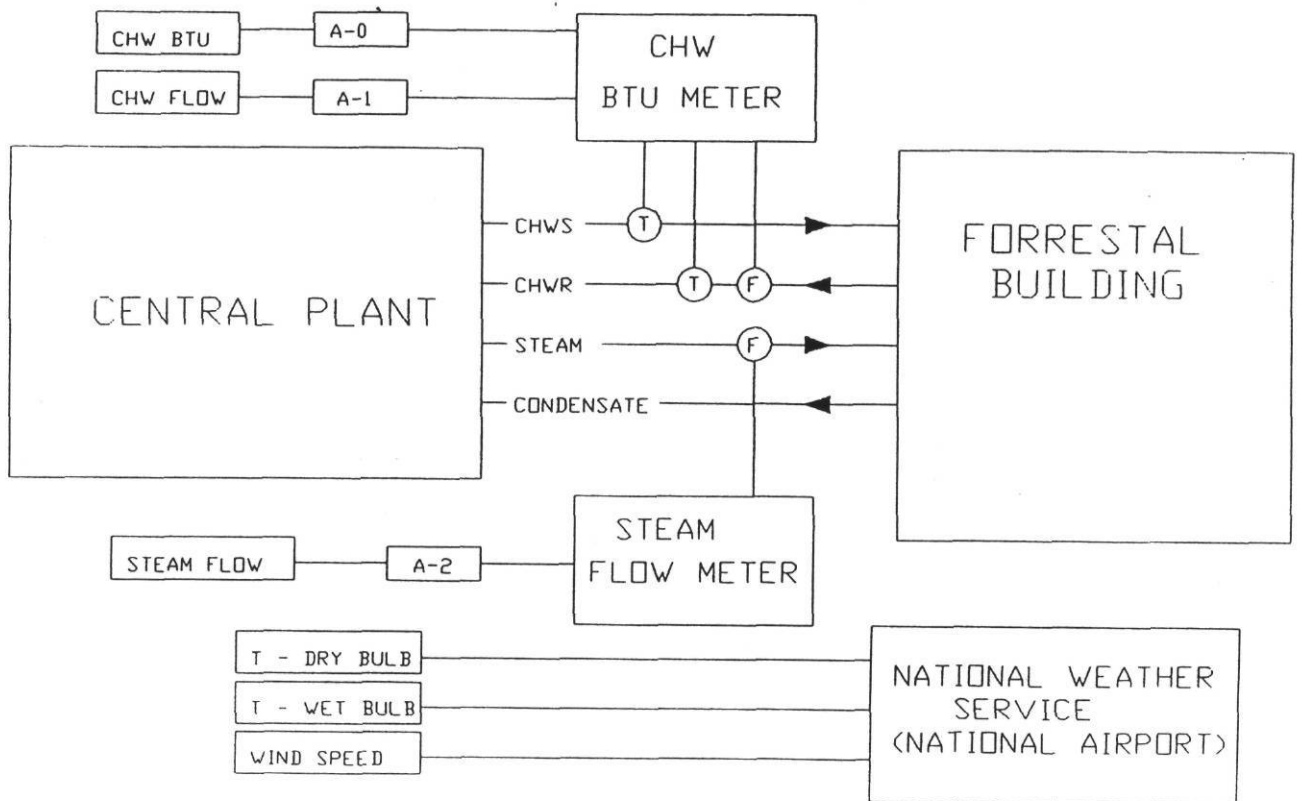 CHW BTU
A-0
CHW
BTU METER
CHW FLOW
A-1
CENTRAL PLANT
CHWS
T
CHWR
T
F
STEAM
F
CONDENSATE
FORRESTAL
BUILDING
STEAM FLOW
A-2
STEAM
FLOW METER
T - DRY BULB
T - WET BULB
WIND SPEED
NATIONAL WEATHER
SERVICE
(NATIONAL AIRPORT)